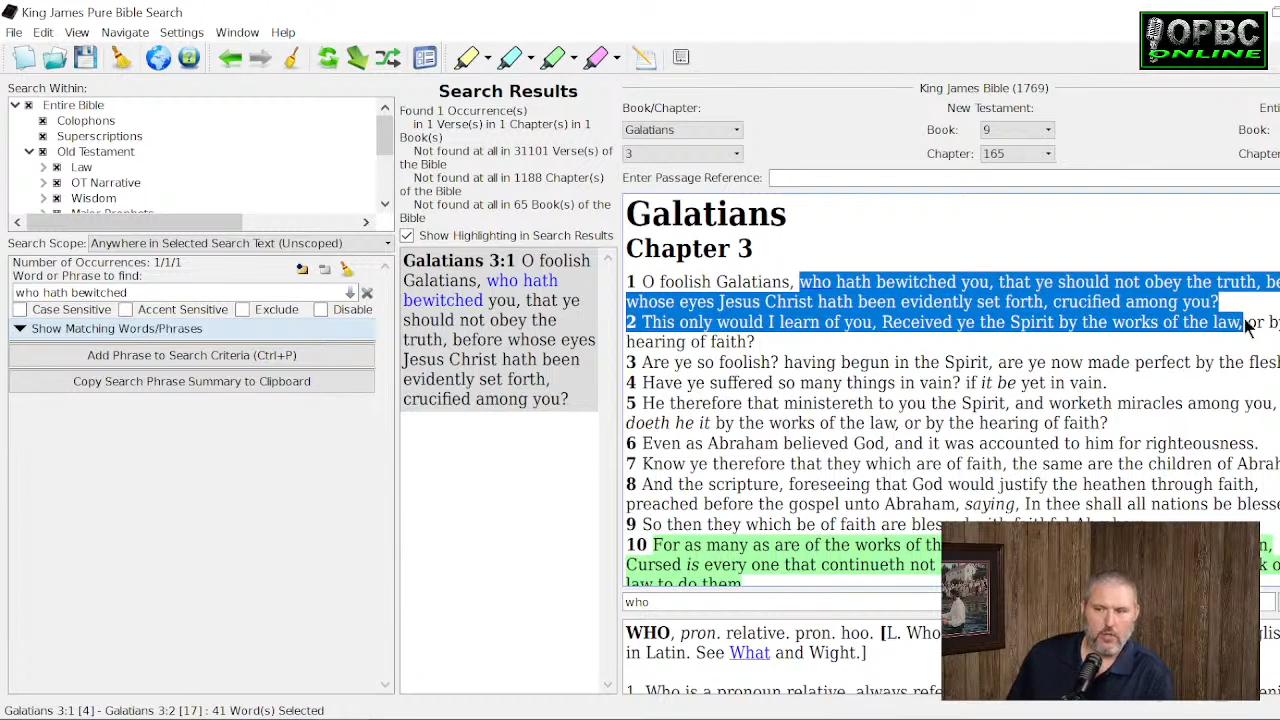 King James Pure Bible Search
File Edit View Navigate Settings Window Help
OPBC
ONLINE
Search Within:
Entire Bible
Colophons
Superscriptions
Old Testament
Law
OT Narrative
Wisdom
Major Prophets
Search Scope: Anywhere in Selected Search Text (Unscoped)
Number of Occurrences: 1/1/1
Word or Phrase to find:
who hath bewitched
Case Sensitive Accent Sensitive Exclude Disable
Show Matching Words/Phrases
Add Phrase to Search Criteria (Ctrl+P)
Copy Search Phrase Summary to Clipboard
Search Results
Found 1 Occurrence(s)
in 1 Verse(s) in 1 Chapter(s) in 1
Book(s)
Not found at all in 31101 Verse(s) of
the Bible
Not found at all in 1188 Chapter(s)
of the Bible
Not found at all in 65 Book(s) of the
Bible
Show Highlighting in Search Results
Galatians 3:1 O foolish
Galatians, who hath
bewitched you, that ye
should not obey the
truth, before whose eyes
Jesus Christ hath been
evidently set forth,
crucified among you?
King James Bible (1769)
Book/Chapter: New Testament:
Galatians Book: 9 Book:
3 Chapter: 165 Chapter
Enter Passage Reference:
Galatians
Chapter 3
1 O foolish Galatians, who hath bewitched you, that ye should not obey the truth, be
whose eyes Jesus Christ hath been evidently set forth, crucified among you?
2 This only would I learn of you, Received ye the Spirit by the works of the law, or by
hearing of faith?
3 Are ye so foolish? having begun in the Spirit, are ye now made perfect by the flesh
4 Have ye suffered so many things in vain? if it be yet in vain.
5 He therefore that ministereth to you the Spirit, and worketh miracles among you,
doeth he it by the works of the law, or by the hearing of faith?
6 Even as Abraham believed God, and it was accounted to him for righteousness.
7 Know ye therefore that they which are of faith, the same are the children of Abrah
8 And the scripture, foreseeing that God would justify the heathen through faith,
preached before the gospel unto Abraham, saying, In thee shall all nations be blesse
9 So then they which be of faith are blessed with faithful
10 For as many as are of the works of th
Cursed is every one that continueth not
law to do them
who
WHO, pron. relative. pron. hoo. [L. Who
in Latin. See What and Wight.]
1. Who is a pronoun relative, always refe
Galatians 3:1 [4] - Galatians 3:2 [17] : 41 Word(s) Selected